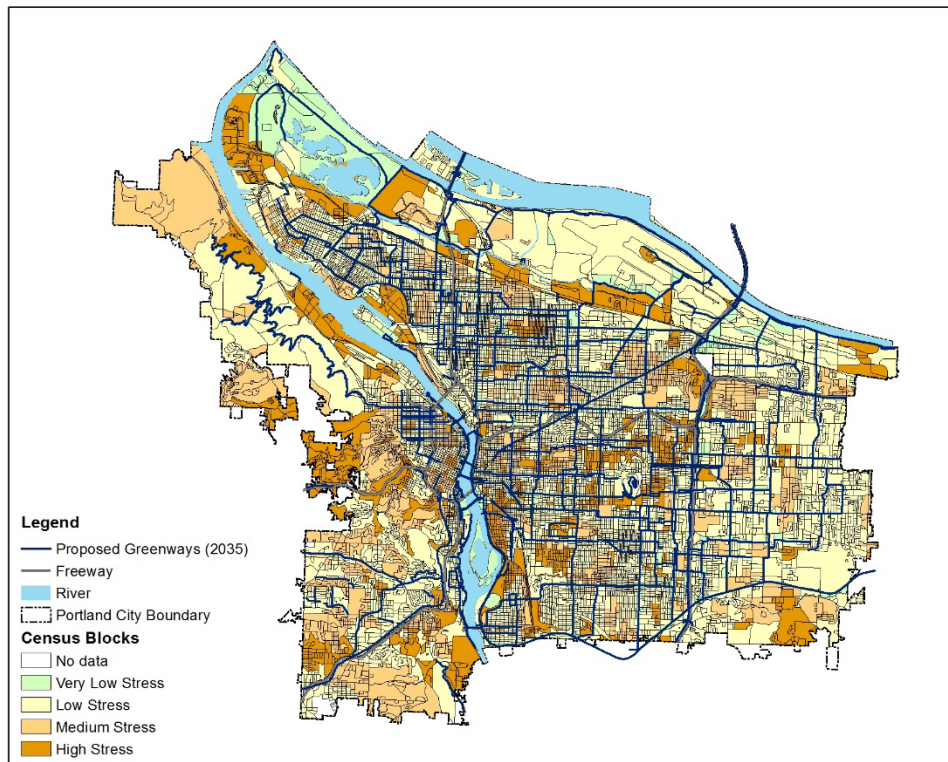 Legend
Proposed Greenways (2035)
Freeway
River
Portland City Boundary
Census Blocks
No data
Very Low Stress
Low Stress
Medium Stress
High Stress